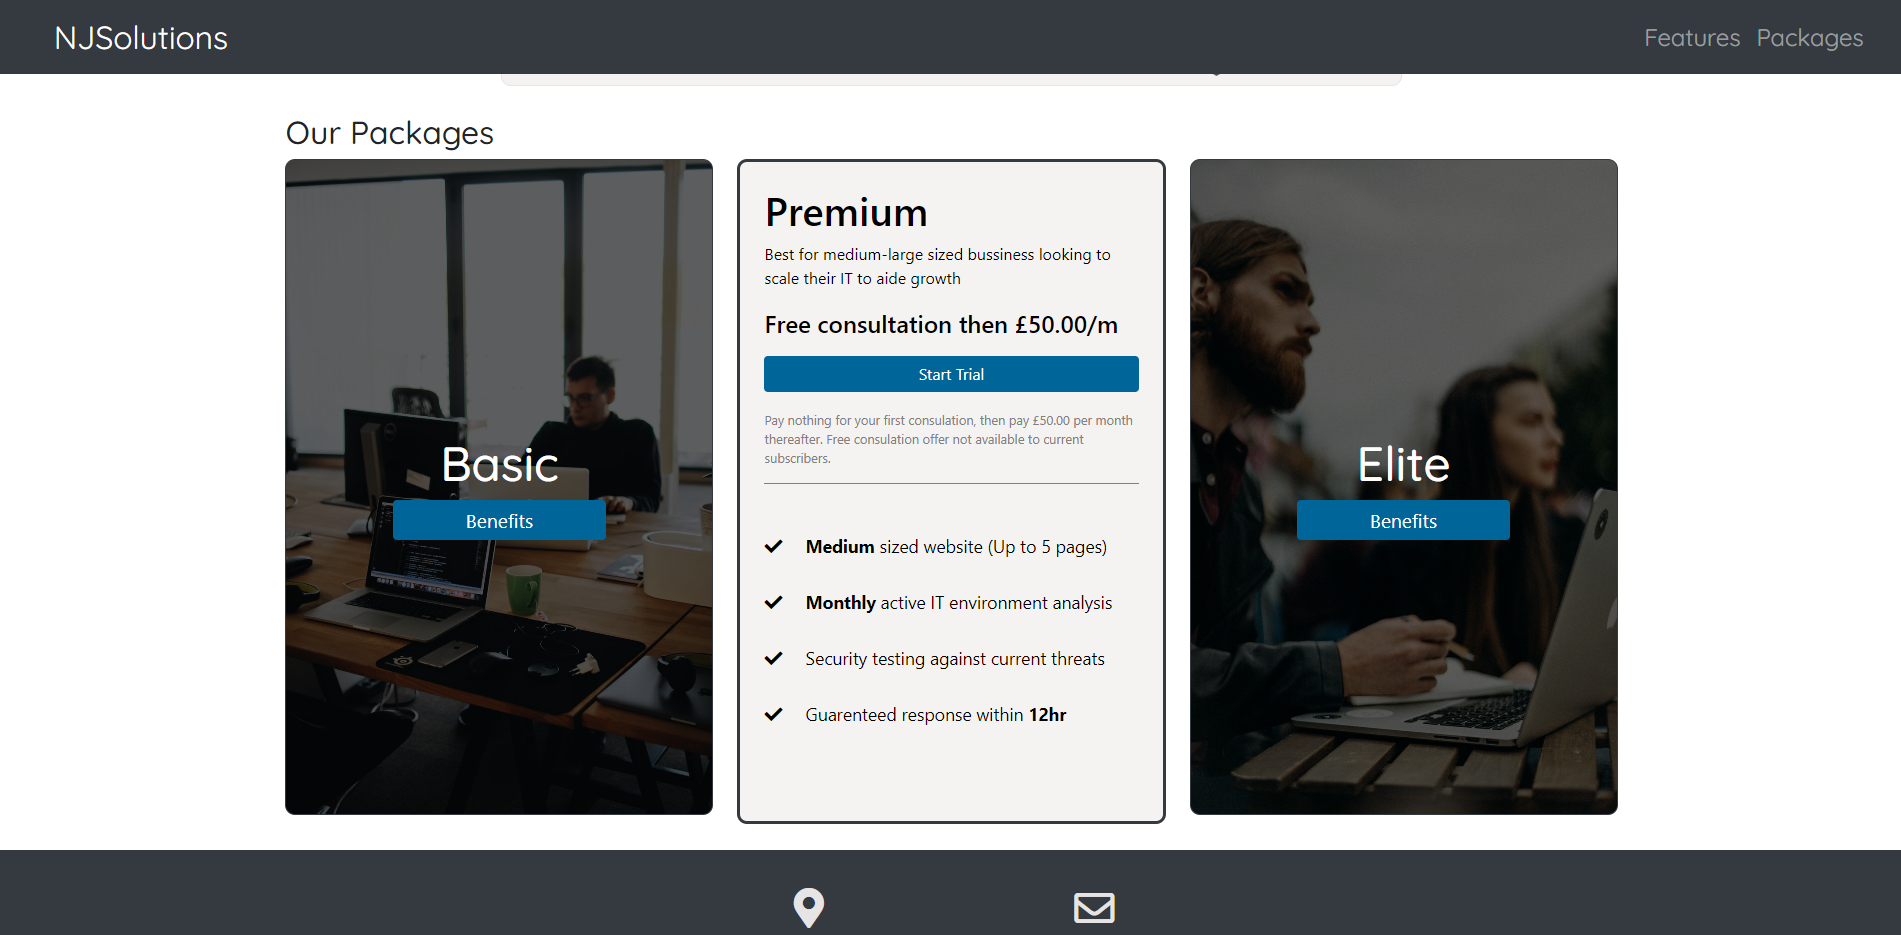 NJSolutions
Features Packages
Our Packages
Basic
Benefits
Premium
Best for medium-large sized bussiness looking to
scale their IT to aide growth
Free consultation then £50.00/m
Start Trial
Pay nothing for your first consulation, then pay £50.00 per month
thereafter. Free consulation offer not available to current
subscribers.
Medium sized website (Up to 5 pages)
Monthly active IT environment analysis
Security testing against current threats
Guarenteed response within 12hr
Elite
Benefits